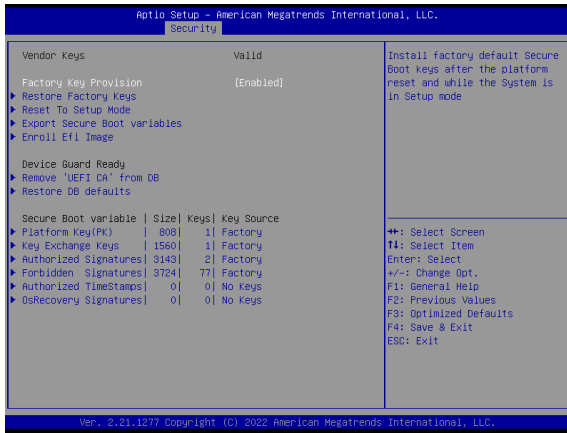 Aptio Setup – American Megatrends International, LLC.
Security
Vendor Keys Valid
Factory Key Provision [Enabled]
Restore Factory Keys
Reset To Setup Mode
Export Secure Boot variables
Enroll Efi Image
Device Guard Ready
Remove 'UEFI CA' from DB
Restore DB defaults
Secure Boot variable | Size| Keys| Key Source
Platform Key(PK) | 808| 1| Factory
Key Exchange Keys | 1560| 1| Factory
Authorized Signatures| 3143| 2| Factory
Forbidden Signatures| 3724| 77| Factory
Authorized TimeStamps| 0| 0| No Keys
OsRecovery Signatures| 0| 0| No Keys
Install factory default Secure
Boot keys after the platform
reset and while the System is
in Setup mode
→←: Select Screen
↑↓: Select Item
Enter: Select
+/-: Change Opt.
F1: General Help
F2: Previous Values
F3: Optimized Defaults
F4: Save & Exit
ESC: Exit
Ver. 2.21.1277 Copyright (C) 2022 American Megatrends International, LLC.